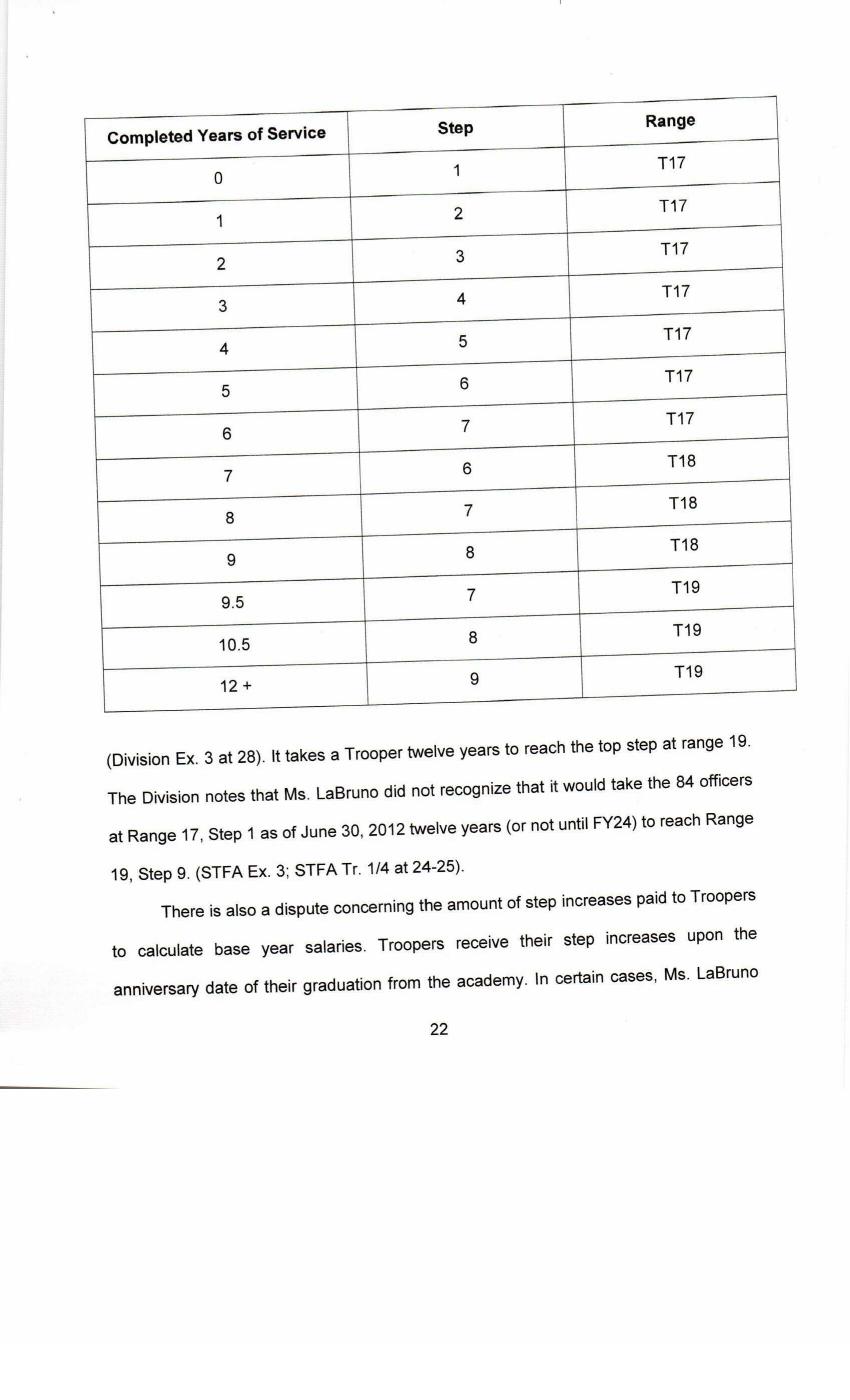 Completed Years of Service Step Range
0 1 T17
1 2 T17
2 3 T17
3 4 T17
4 5 T17
5 6 T17
6 7 T17
7 6 T18
8 7 T18
9 8 T18
9.5 7 T19
10.5 8 T19
12 + 9 T19
(Division Ex. 3 at 28). It takes a Trooper twelve years to reach the top step at range 19.
The Division notes that Ms. LaBruno did not recognize that it would take the 84 officers
at Range 17, Step 1 as of June 30, 2012 twelve years (or not until FY24) to reach Range
19, Step 9. (STFA Ex. 3; STFA Tr. 1/4 at 24-25).
There is also a dispute concerning the amount of step increases paid to Troopers
to calculate base year salaries. Troopers receive their step increases upon the
anniversary date of their graduation from the academy. In certain cases, Ms. LaBruno
22